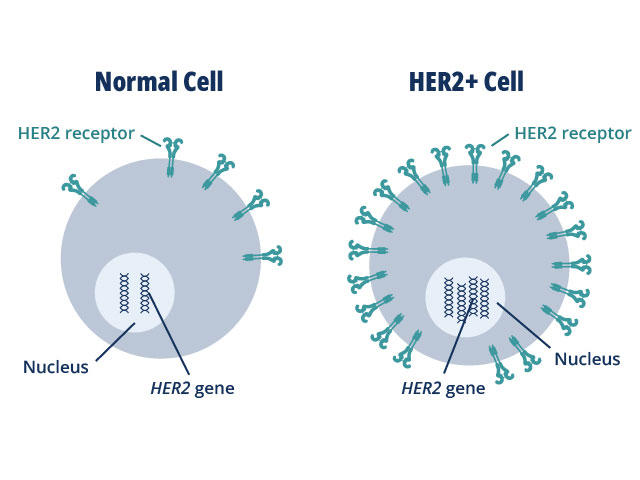 Normal Cell
HER2 receptor
Nucleus
HER2 gene
HER2+ Cell
HER2 receptor
HER2 gene
Nucleus